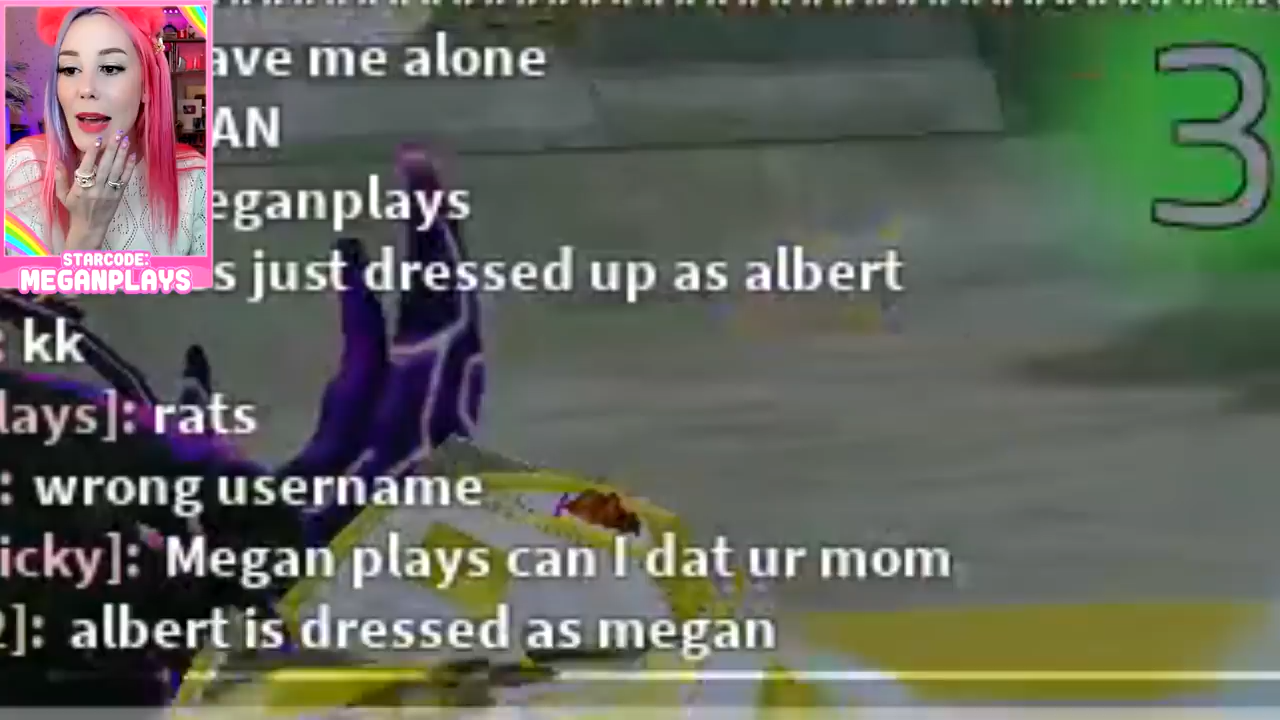 ave me alone
AN
eganplays
s just dressed up as albert
: kk
lays]: rats
: wrong username
icky]: Megan plays can I dat ur mom
2]: albert is dressed as megan
3
STARCODE:
MEGANPLAYS